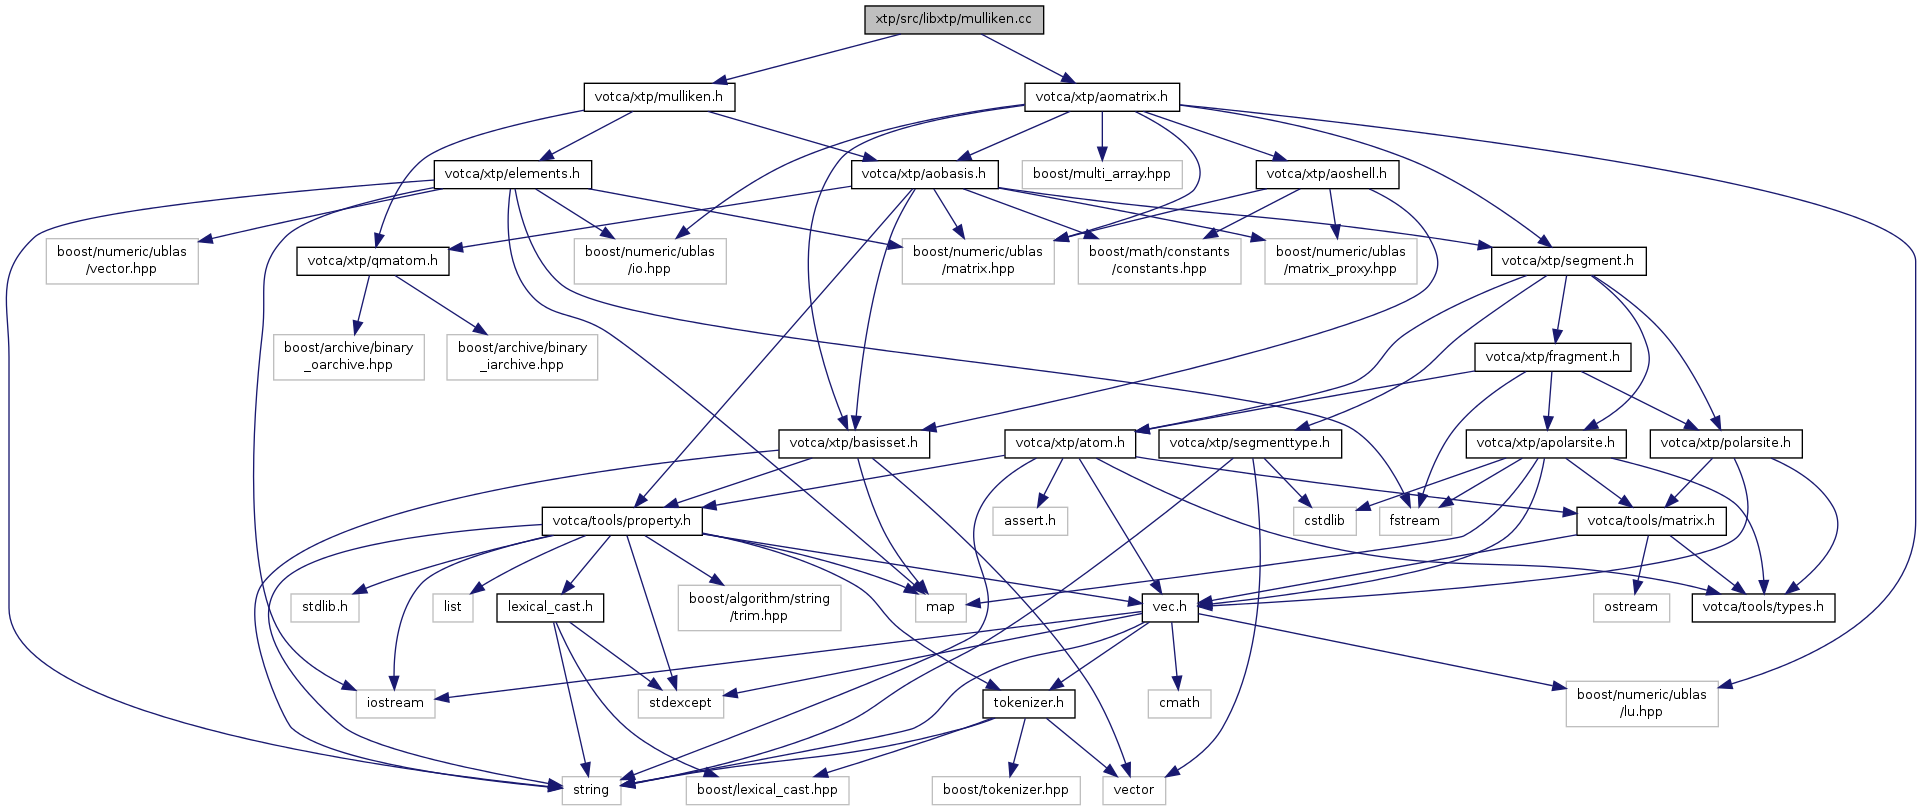 xtp/src/libxtp/mulliken.cc
votca/xtp/mulliken.h
votca/xtp/aomatrix.h
votca/xtp/elements.h
votca/xtp/aobasis.h
boost/multi_array.hpp
votca/xtp/aoshell.h
boost/numeric/ublas
/vector.hpp
votca/xtp/qmatom.h
boost/numeric/ublas
/io.hpp
boost/numeric/ublas
/matrix.hpp
boost/math/constants
/constants.hpp
boost/numeric/ublas
/matrix_proxy.hpp
votca/xtp/segment.h
boost/archive/binary
_oarchive.hpp
boost/archive/binary
_iarchive.hpp
votca/xtp/fragment.h
votca/xtp/basisset.h
votca/xtp/atom.h
votca/xtp/segmenttype.h
votca/xtp/apolarsite.h
votca/xtp/polarsite.h
votca/tools/property.h
assert.h
cstdlib
fstream
votca/tools/matrix.h
stdlib.h
list
lexical_cast.h
boost/algorithm/string
/trim.hpp
map
vec.h
ostream
votca/tools/types.h
iostream
stdexcept
tokenizer.h
cmath
boost/numeric/ublas
/lu.hpp
string
boost/lexical_cast.hpp
boost/tokenizer.hpp
vector